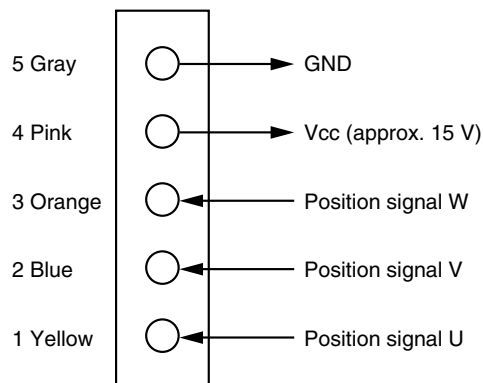 5 Gray GND
4 Pink Vcc (approx. 15 V)
3 Orange Position signal W
2 Blue Position signal V
1 Yellow Position signal U